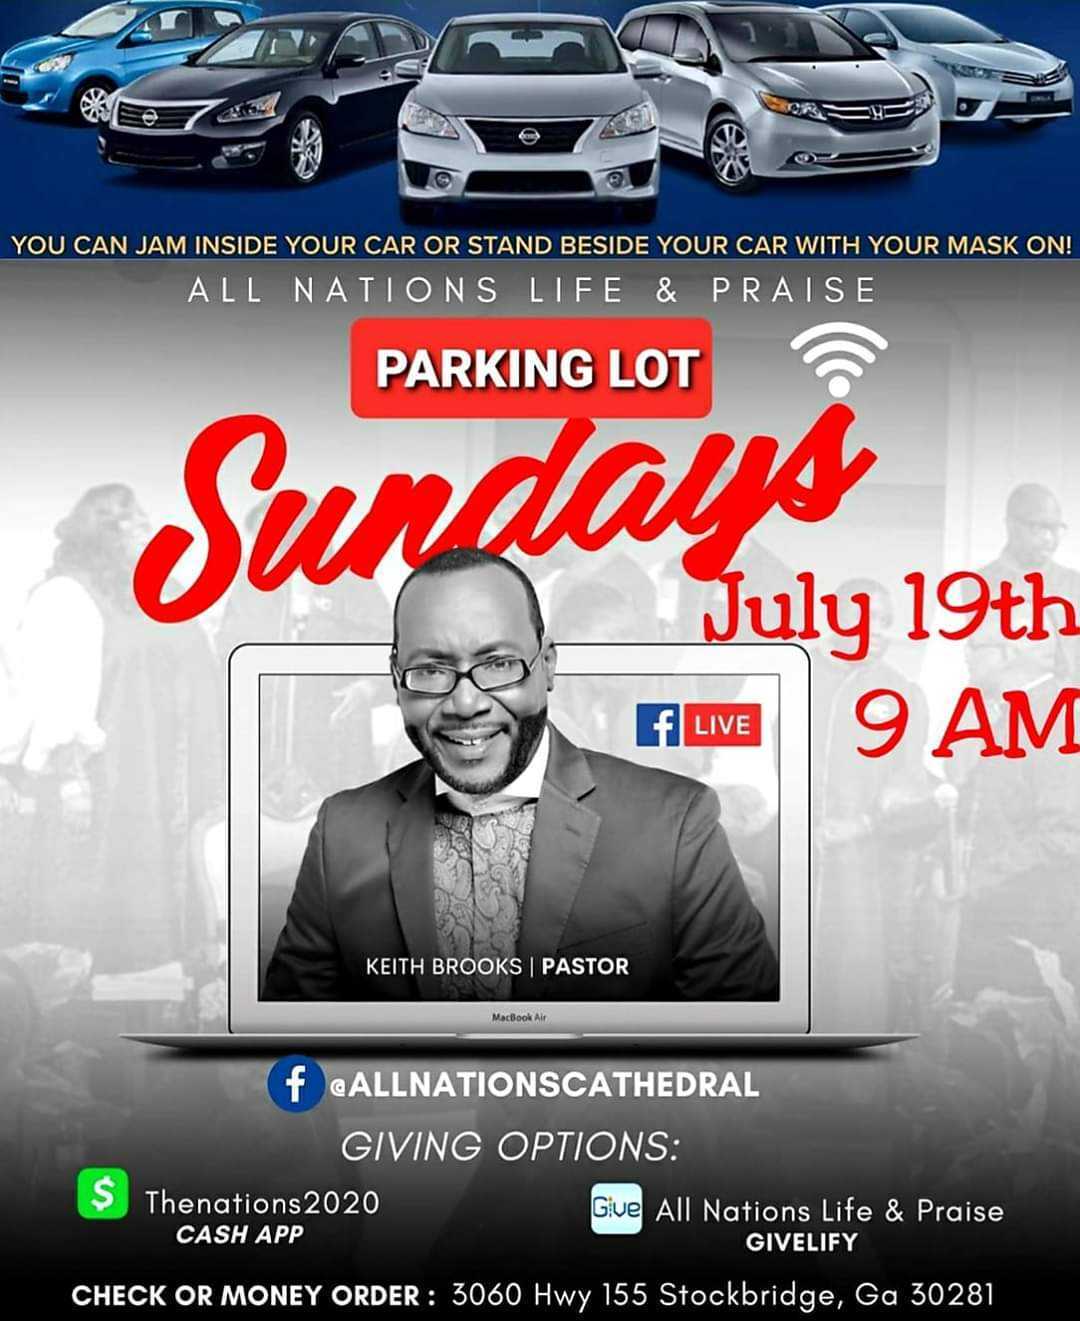 YOU CAN JAM INSIDE YOUR CAR OR STAND BESIDE YOUR CAR WITH YOUR MASK ON!
ALL NATIONS LIFE & PRAISE
PARKING LOT
Sundays
July 19th
9 AM
f LIVE
KEITH BROOKS | PASTOR
MacBook Air
f @ALLNATIONSCATHEDRAL
GIVING OPTIONS:
$ Thenations2020
CASH APP
Give All Nations Life & Praise
GIVELIFY
CHECK OR MONEY ORDER : 3060 Hwy 155 Stockbridge, Ga 30281